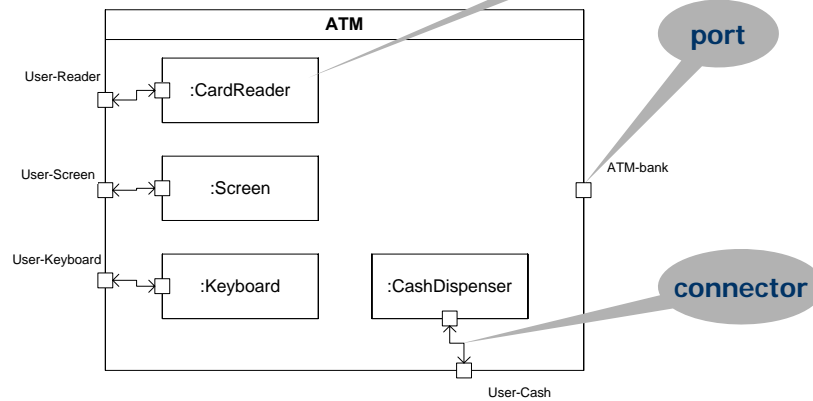 ATM
port
User-Reader
:CardReader
User-Screen
:Screen
ATM-bank
User-Keyboard
:Keyboard
:CashDispenser
connector
User-Cash